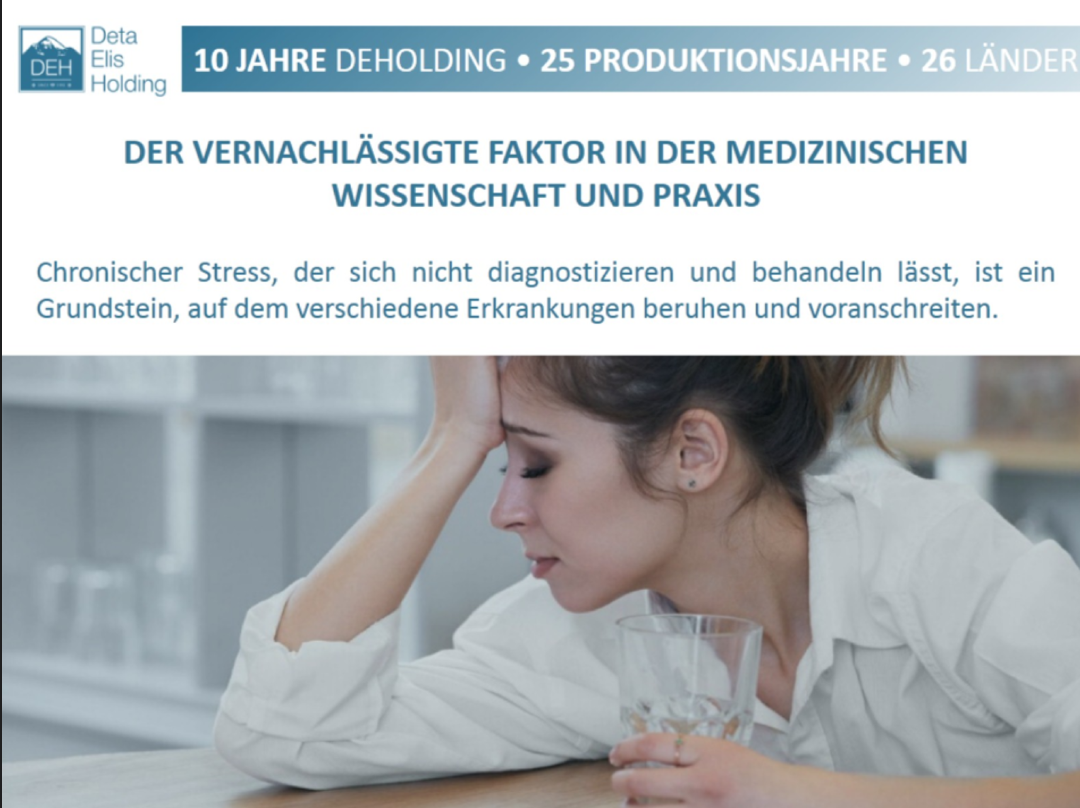 DEH
Deta
Elis
Holding
10 JAHRE DEHOLDING • 25 PRODUKTIONSJAHRE • 26 LÄNDER
DER VERNACHLÄSSIGTE FAKTOR IN DER MEDIZINISCHEN
WISSENSCHAFT UND PRAXIS
Chronischer Stress, der sich nicht diagnostizieren und behandeln lässt, ist ein
Grundstein, auf dem verschiedene Erkrankungen beruhen und voranschreiten.